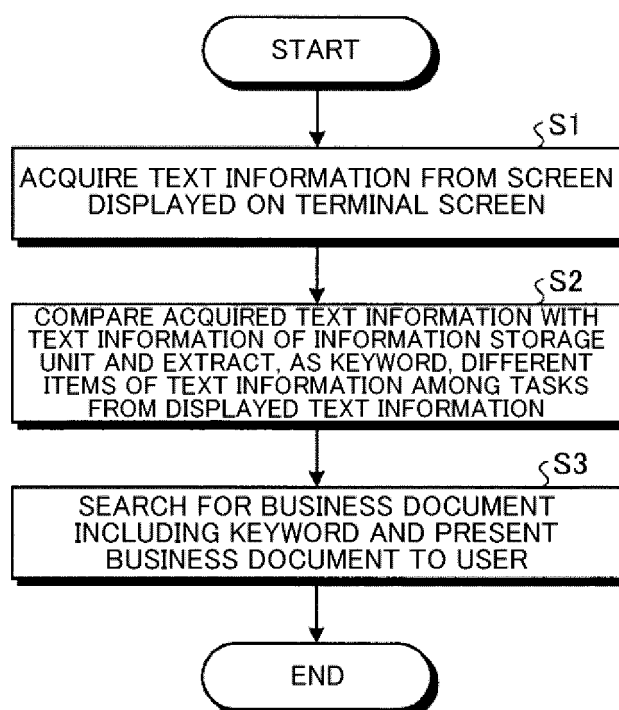 START
S1
ACQUIRE TEXT INFORMATION FROM SCREEN
DISPLAYED ON TERMINAL SCREEN
S2
COMPARE ACQUIRED TEXT INFORMATION WITH
TEXT INFORMATION OF INFORMATION STORAGE
UNIT AND EXTRACT, AS KEYWORD, DIFFERENT
ITEMS OF TEXT INFORMATION AMONG TASKS
FROM DISPLAYED TEXT INFORMATION
S3
SEARCH FOR BUSINESS DOCUMENT
INCLUDING KEYWORD AND PRESENT
BUSINESS DOCUMENT TO USER
END